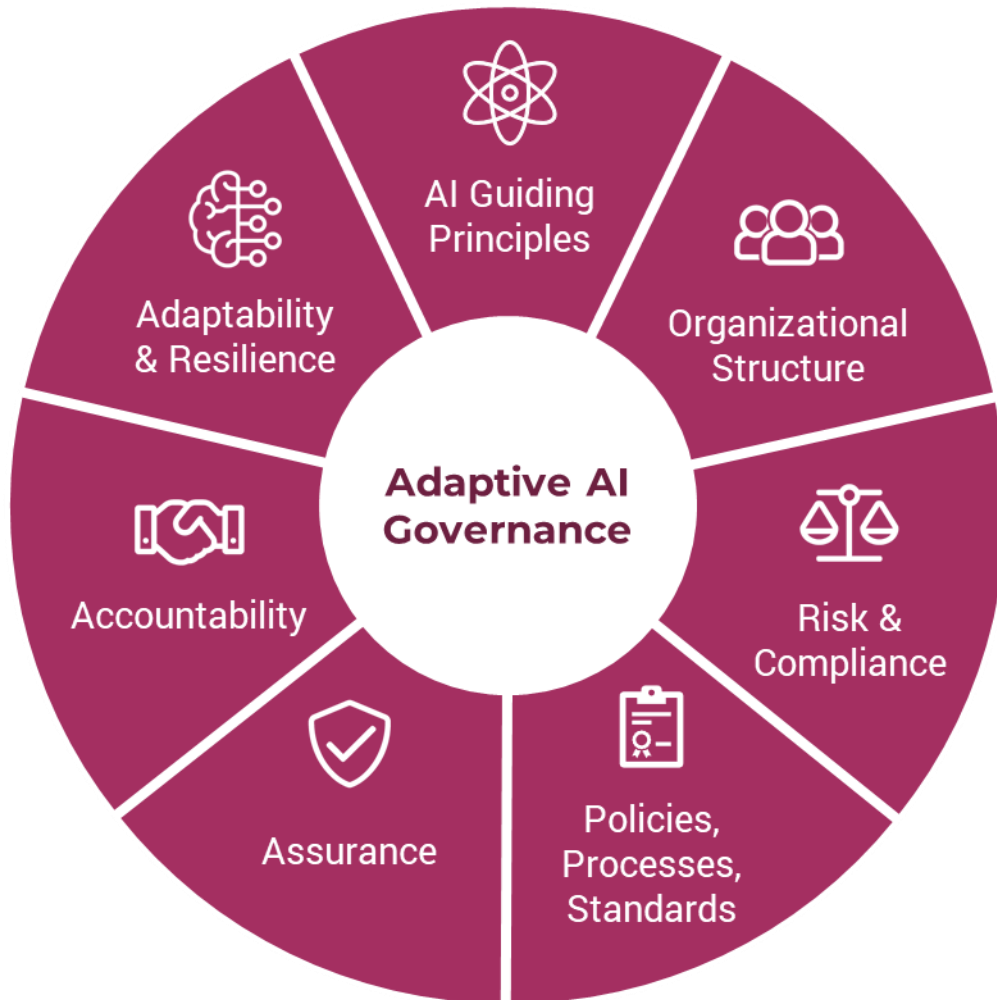 AI Guiding
Principles
Organizational
Structure
Risk &
Compliance
Policies,
Processes,
Standards
Assurance
Accountability
Adaptability
& Resilience
Adaptive AI
Governance